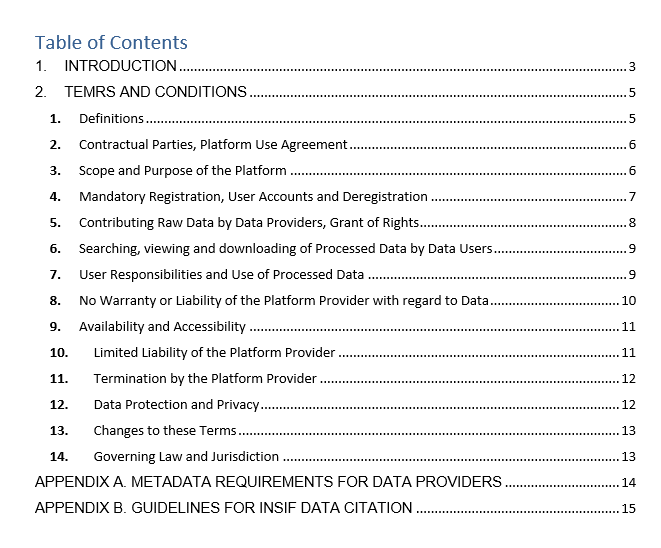 Table of Contents
1. INTRODUCTION 3
2. TEMRS AND CONDITIONS 5
1. Definitions 5
2. Contractual Parties, Platform Use Agreement 6
3. Scope and Purpose of the Platform 6
4. Mandatory Registration, User Accounts and Deregistration 7
5. Contributing Raw Data by Data Providers, Grant of Rights 8
6. Searching, viewing and downloading of Processed Data by Data Users 9
7. User Responsibilities and Use of Processed Data 9
8. No Warranty or Liability of the Platform Provider with regard to Data 10
9. Availability and Accessibility 11
10. Limited Liability of the Platform Provider 11
11. Termination by the Platform Provider 12
12. Data Protection and Privacy 12
13. Changes to these Terms 13
14. Governing Law and Jurisdiction 13
APPENDIX A. METADATA REQUIREMENTS FOR DATA PROVIDERS 14
APPENDIX B. GUIDELINES FOR INSIF DATA CITATION 15